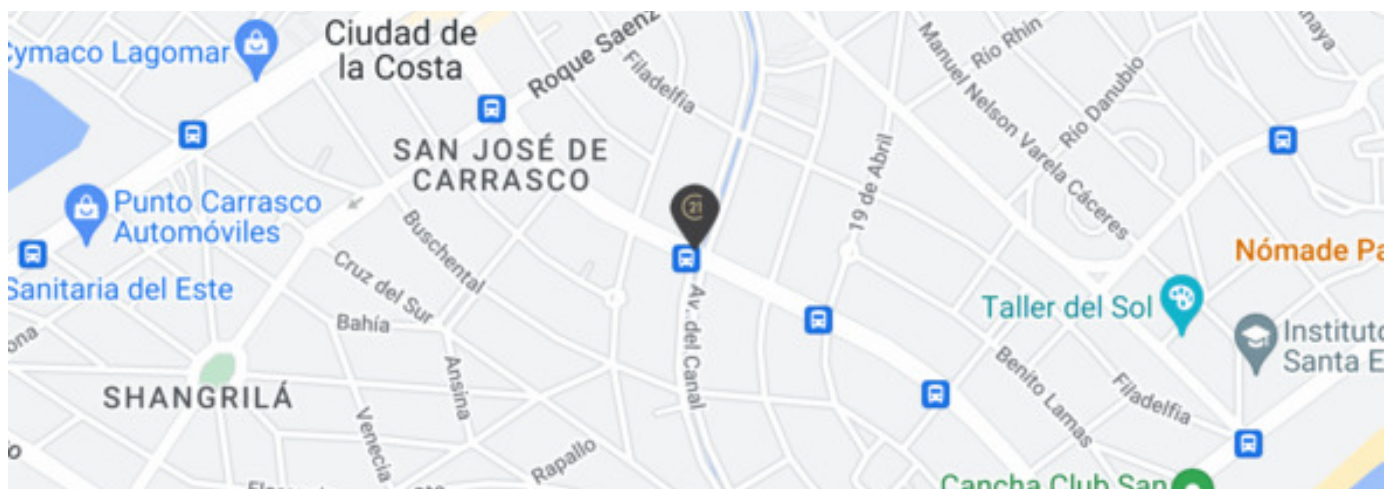 Cymaco Lagomar
Ciudad de
la Costa
Roque Saenz
Filadelfia
Manuel Nelson Varela Cáceres
Río Rhin
Río Danubio
SAN JOSÉ DE
CARRASCO
21
19 de Abril
Punto Carrasco
Automóviles
Buschental
Nómade Pa
Sanitaria del Este
Cruz del Sur
Bahía
Av. del Canal
Taller del Sol
Instituto
Santa E
Ansina
SHANGRILÁ
Venecia
Benito Lamas
Filadelfia
Rapallo
Cancha Club San